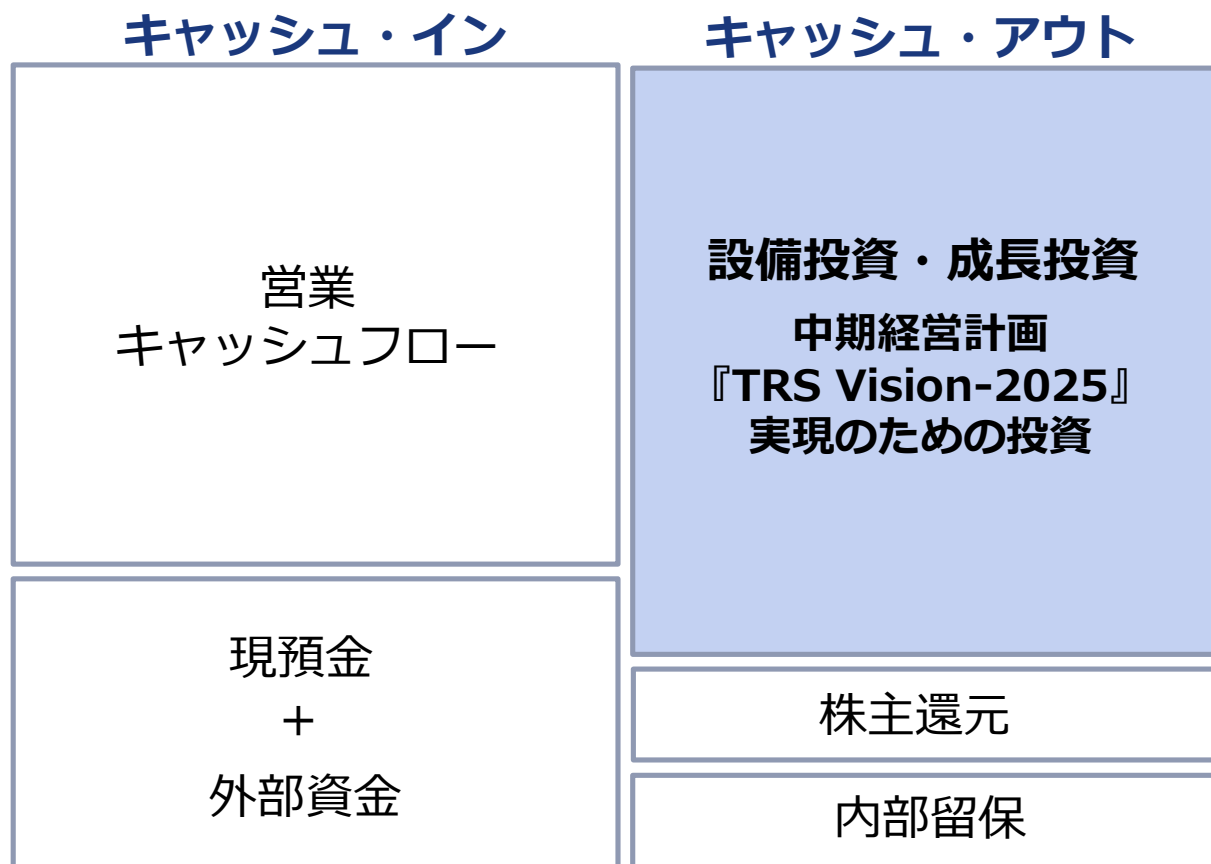 キャッシュ・イン
キャッシュ・アウト
営業
キャッシュフロー
現預金
+
外部資金
設備投資・成長投資
中期経営計画
『TRS Vision-2025』
実現のための投資
株主還元
内部留保